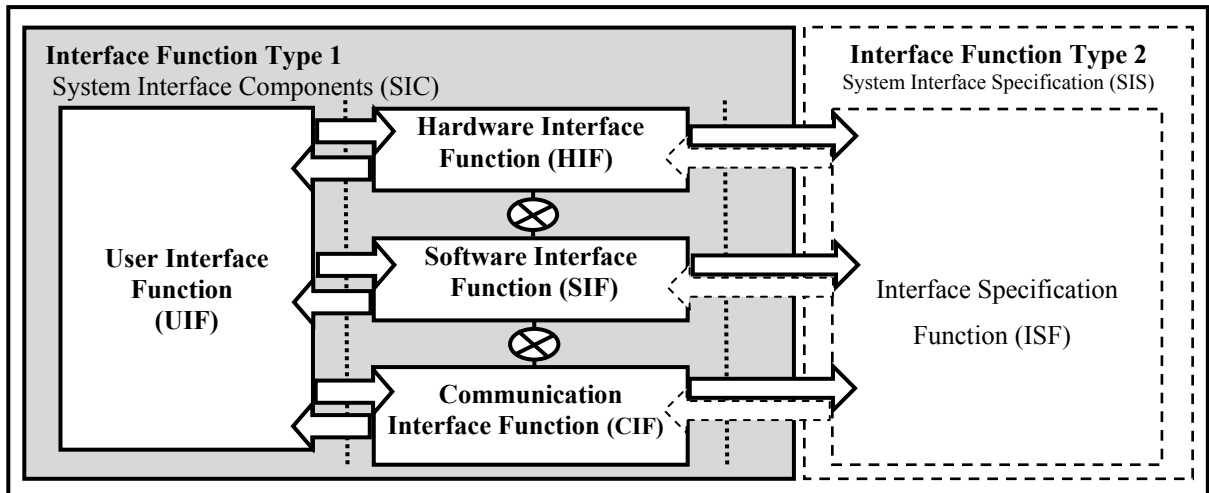 Interface Function Type 1
System Interface Components (SIC)
User Interface
Function
(UIF)
Hardware Interface
Function (HIF)
Software Interface
Function (SIF)
Communication
Interface Function (CIF)
Interface Function Type 2
System Interface Specification (SIS)
Interface Specification
Function (ISF)